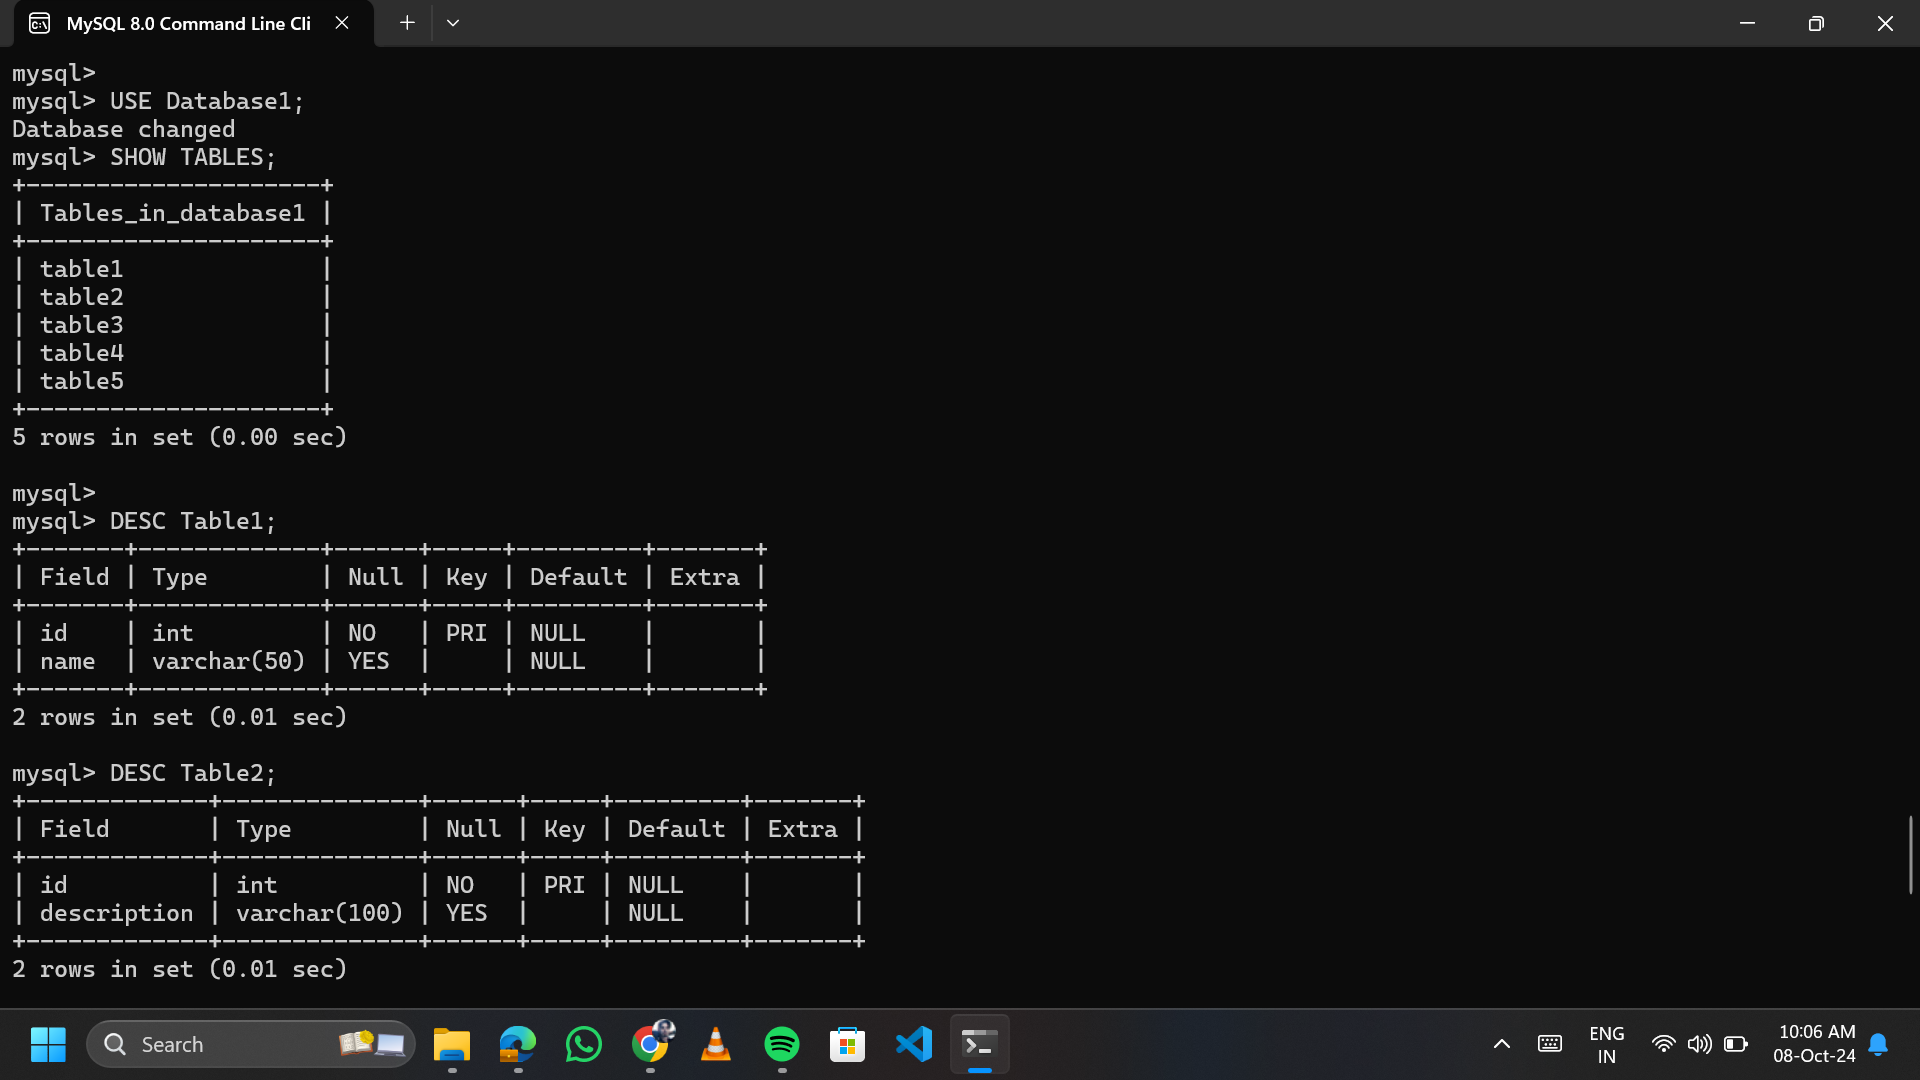 MySQL 8.0 Command Line Cli
mysql>
mysql> USE Database1;
Database changed
mysql> SHOW TABLES;
+---------------------+
| Tables_in_database1 |
+---------------------+
| table1              |
| table2              |
| table3              |
| table4              |
| table5              |
+---------------------+
5 rows in set (0.00 sec)
mysql>
mysql> DESC Table1;
+-------+-------------+------+-----+---------+-------+
| Field | Type        | Null | Key | Default | Extra |
+-------+-------------+------+-----+---------+-------+
| id    | int         | NO   | PRI | NULL    |       |
| name  | varchar(50) | YES  |     | NULL    |       |
+-------+-------------+------+-----+---------+-------+
2 rows in set (0.01 sec)
mysql> DESC Table2;
+-------------+--------------+------+-----+---------+-------+
| Field       | Type         | Null | Key | Default | Extra |
+-------------+--------------+------+-----+---------+-------+
| id          | int          | NO   | PRI | NULL    |       |
| description | varchar(100) | YES  |     | NULL    |       |
+-------------+--------------+------+-----+---------+-------+
2 rows in set (0.01 sec)
Search
ENG
IN
10:06 AM
08-Oct-24